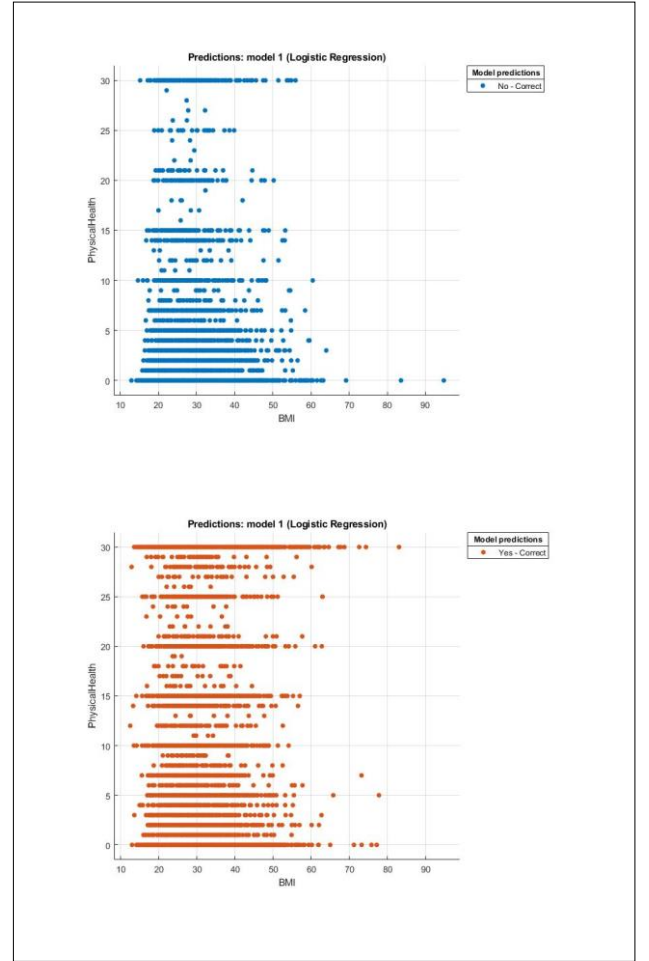 Predictions: model 1 (Logistic Regression)
Model predictions
No - Correct
30
25
20
15
10
5
0
PhysicalHealth
10 20 30 40 50 60 70 80 90
BMI
Predictions: model 1 (Logistic Regression)
Model predictions
Yes - Correct
30
25
20
15
10
5
0
PhysicalHealth
10 20 30 40 50 60 70 80 90
BMI